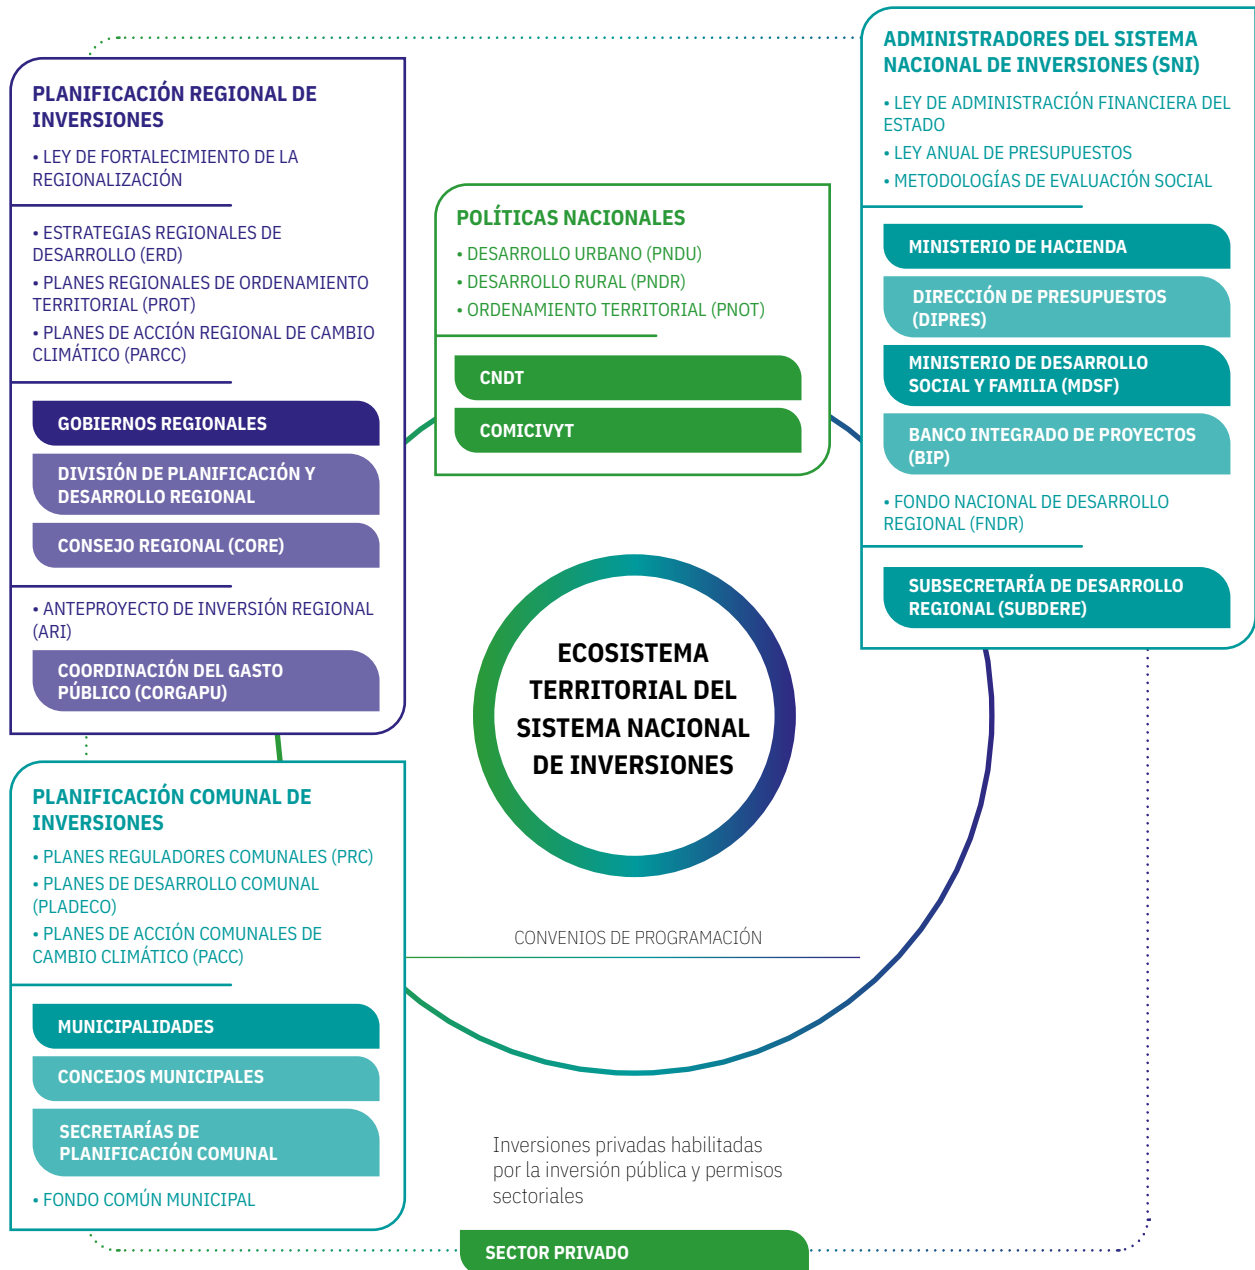 PLANIFICACIÓN REGIONAL DE
INVERSIONES
• LEY DE FORTALECIMIENTO DE LA
REGIONALIZACIÓN
• ESTRATEGIAS REGIONALES DE
DESARROLLO (ERD)
• PLANES REGIONALES DE ORDENAMIENTO
TERRITORIAL (PROT)
• PLANES DE ACCIÓN REGIONAL DE CAMBIO
CLIMÁTICO (PARCC)
GOBIERNOS REGIONALES
DIVISIÓN DE PLANIFICACIÓN Y
DESARROLLO REGIONAL
CONSEJO REGIONAL (CORE)
• ANTEPROYECTO DE INVERSIÓN REGIONAL
(ARI)
COORDINACIÓN DEL GASTO
PÚBLICO (CORGAPU)
POLÍTICAS NACIONALES
• DESARROLLO URBANO (PNDU)
• DESARROLLO RURAL (PNDR)
• ORDENAMIENTO TERRITORIAL (PNOT)
CNDT
COMICIVYT
ADMINISTRADORES DEL SISTEMA
NACIONAL DE INVERSIONES (SNI)
• LEY DE ADMINISTRACIÓN FINANCIERA DEL
ESTADO
• LEY ANUAL DE PRESUPUESTOS
• METODOLOGÍAS DE EVALUACIÓN SOCIAL
MINISTERIO DE HACIENDA
DIRECCIÓN DE PRESUPUESTOS
(DIPRES)
MINISTERIO DE DESARROLLO
SOCIAL Y FAMILIA (MDSF)
BANCO INTEGRADO DE PROYECTOS
(BIP)
• FONDO NACIONAL DE DESARROLLO
REGIONAL (FNDR)
SUBSECRETARÍA DE DESARROLLO
REGIONAL (SUBDERE)
ECOSISTEMA
TERRITORIAL DEL
SISTEMA NACIONAL
DE INVERSIONES
PLANIFICACIÓN COMUNAL DE
INVERSIONES
• PLANES REGULADORES COMUNALES (PRC)
• PLANES DE DESARROLLO COMUNAL
(PLADECO)
• PLANES DE ACCIÓN COMUNALES DE
CAMBIO CLIMÁTICO (PACC)
MUNICIPALIDADES
CONCEJOS MUNICIPALES
SECRETARÍAS DE
PLANIFICACIÓN COMUNAL
• FONDO COMÚN MUNICIPAL
CONVENIOS DE PROGRAMACIÓN
Inversiones privadas habilitadas
por la inversión pública y permisos
sectoriales
SECTOR PRIVADO